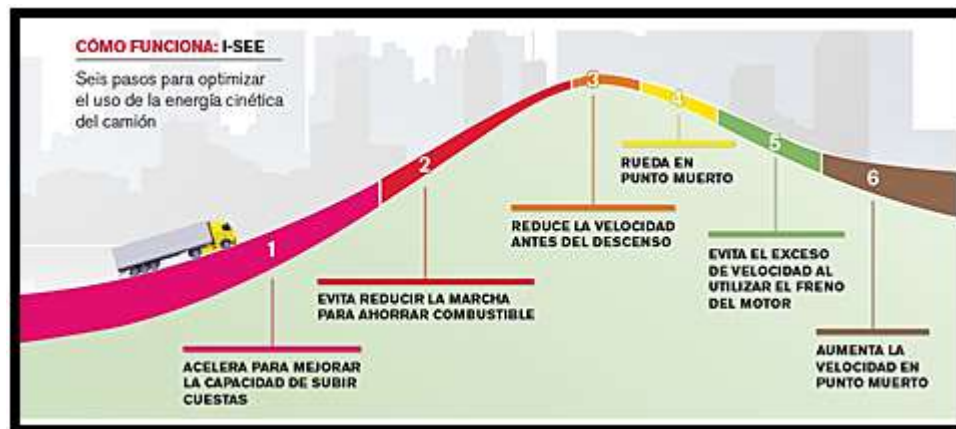 CÓMO FUNCIONA: I-SEE
Seis pasos para optimizar
el uso de la energía cinética
del camión
1
ACELERA PARA MEJORAR
LA CAPACIDAD DE SUBIR
CUESTAS
2
EVITA REDUCIR LA MARCHA
PARA AHORRAR COMBUSTIBLE
3
REDUCE LA VELOCIDAD
ANTES DEL DESCENSO
4
RUEDA EN
PUNTO MUERTO
5
EVITA EL EXCESO
DE VELOCIDAD AL
UTILIZAR EL FRENO
DEL MOTOR
6
AUMENTA LA
VELOCIDAD EN
PUNTO MUERTO